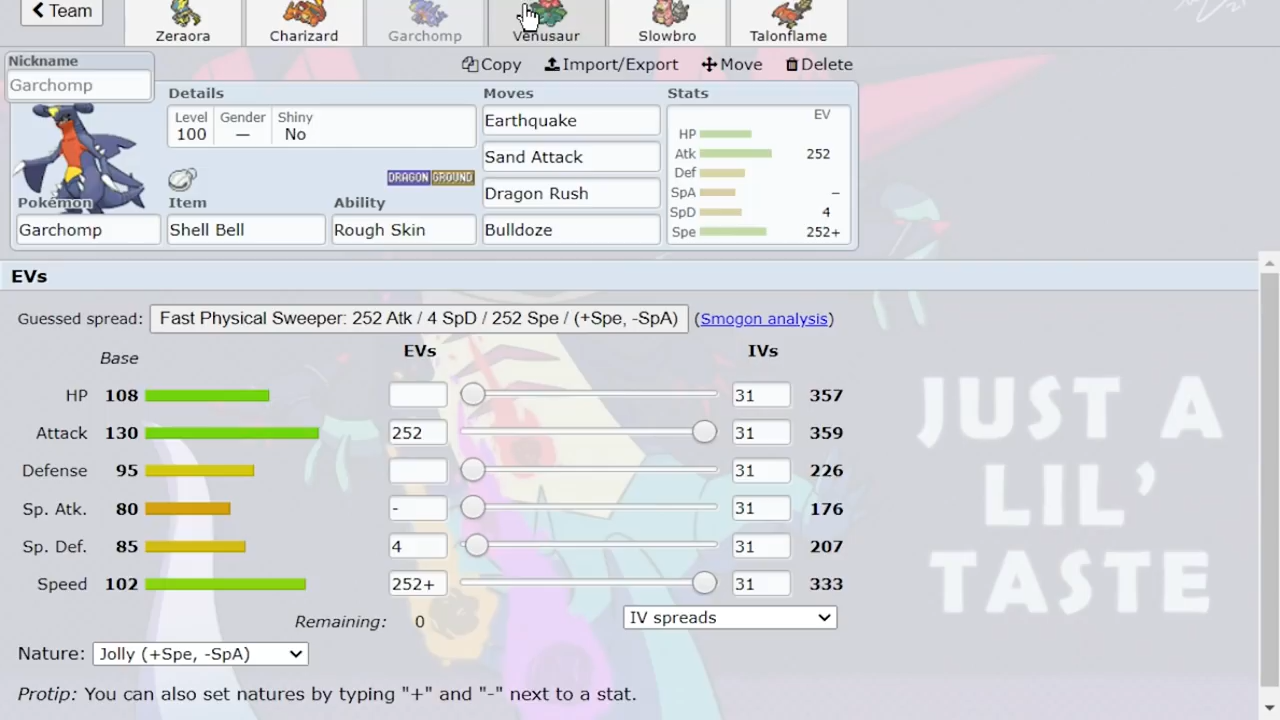 Team
Zeraora Charizard Garchomp Venusaur Slowbro Talonflame
Copy Import/Export Move Delete
Nickname
Garchomp
Details
Level Gender Shiny
100 — No
DRAGON GROUND
Pokémon Item Ability
Garchomp Shell Bell Rough Skin
Moves
Earthquake
Sand Attack
Dragon Rush
Bulldoze
Stats
EV
HP
Atk 252
Def
SpA –
SpD 4
Spe 252+
EVs
Guessed spread: Fast Physical Sweeper: 252 Atk / 4 SpD / 252 Spe / (+Spe, -SpA) (Smogon analysis)
Base EVs IVs
HP 108 31 357
Attack 130 252 31 359
Defense 95 31 226
Sp. Atk. 80 - 31 176
Sp. Def. 85 4 31 207
Speed 102 252+ 31 333
Remaining: 0 IV spreads
Nature: Jolly (+Spe, -SpA)
Protip: You can also set natures by typing "+" and "-" next to a stat.
JUST A
LIL'
TASTE